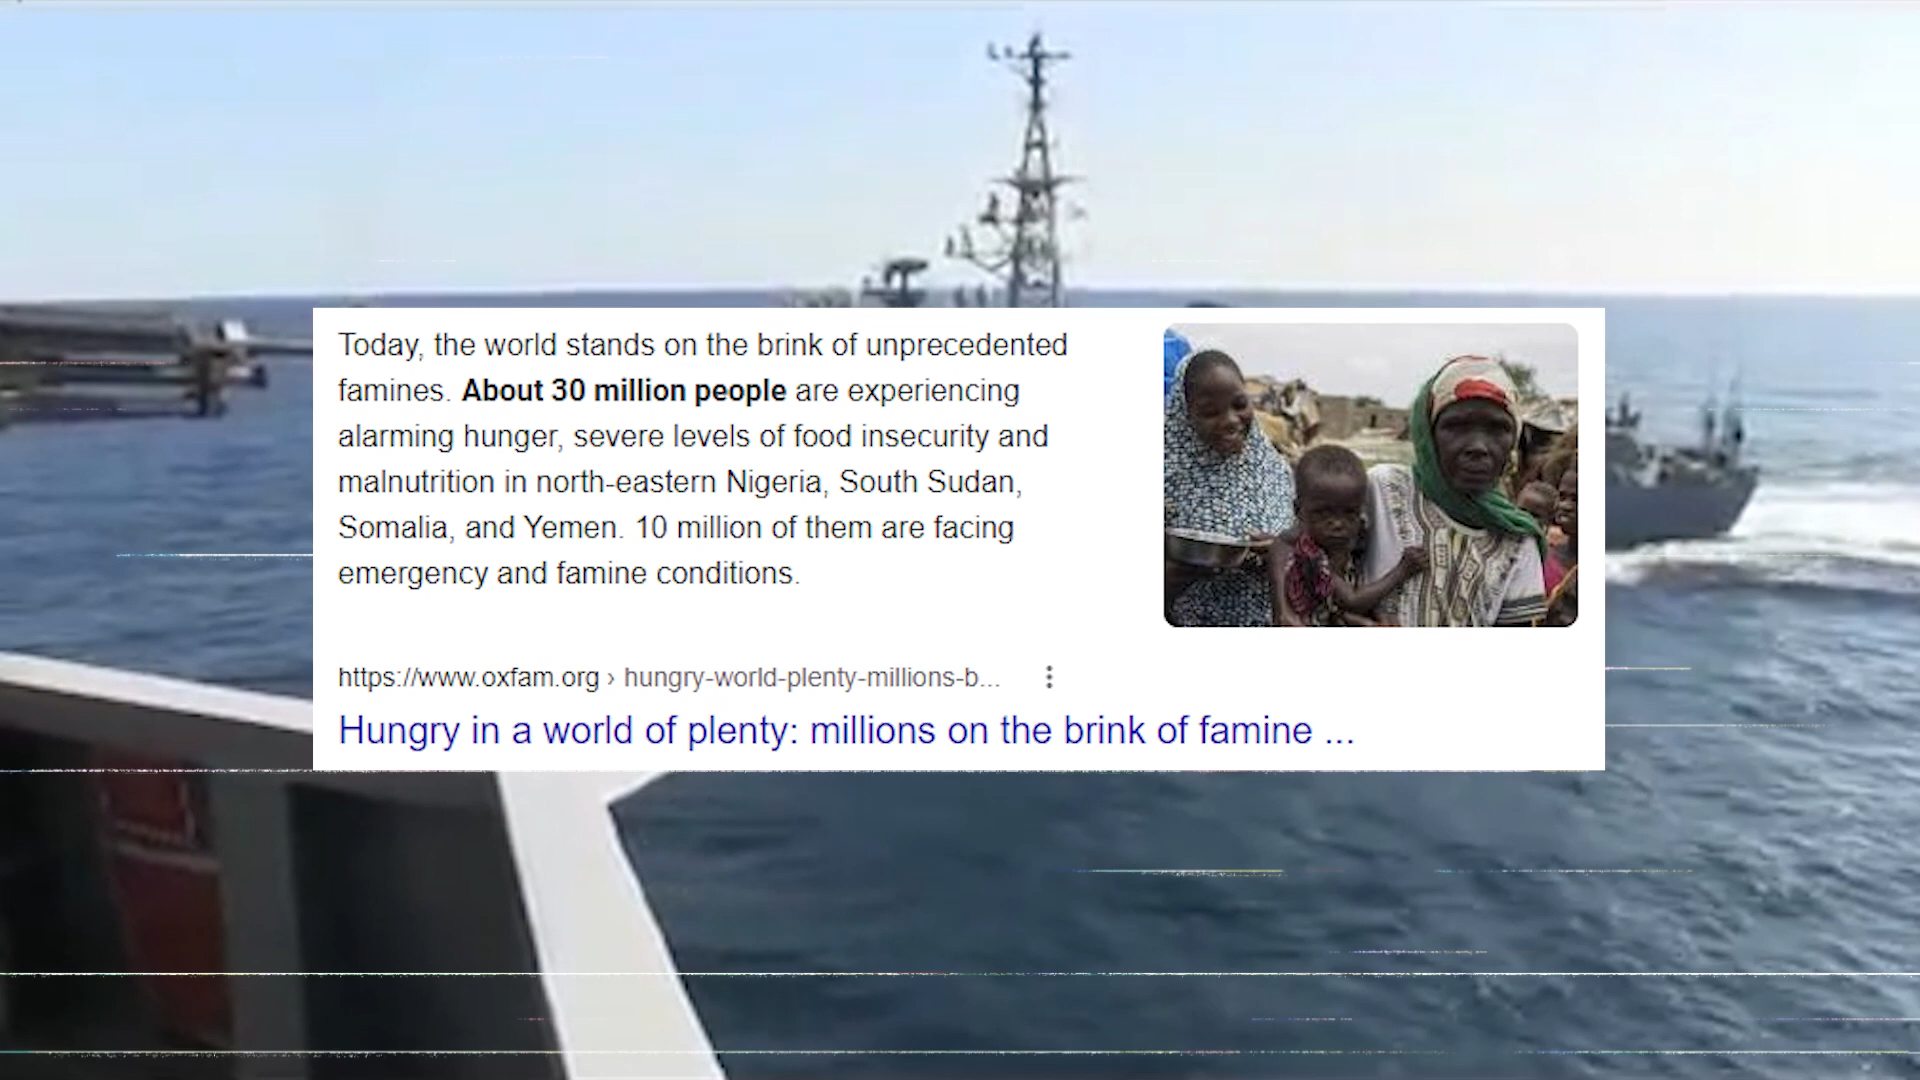 Today, the world stands on the brink of unprecedented
famines. About 30 million people are experiencing
alarming hunger, severe levels of food insecurity and
malnutrition in north-eastern Nigeria, South Sudan,
Somalia, and Yemen. 10 million of them are facing
emergency and famine conditions.
https://www.oxfam.org › hungry-world-plenty-millions-b...
Hungry in a world of plenty: millions on the brink of famine ...